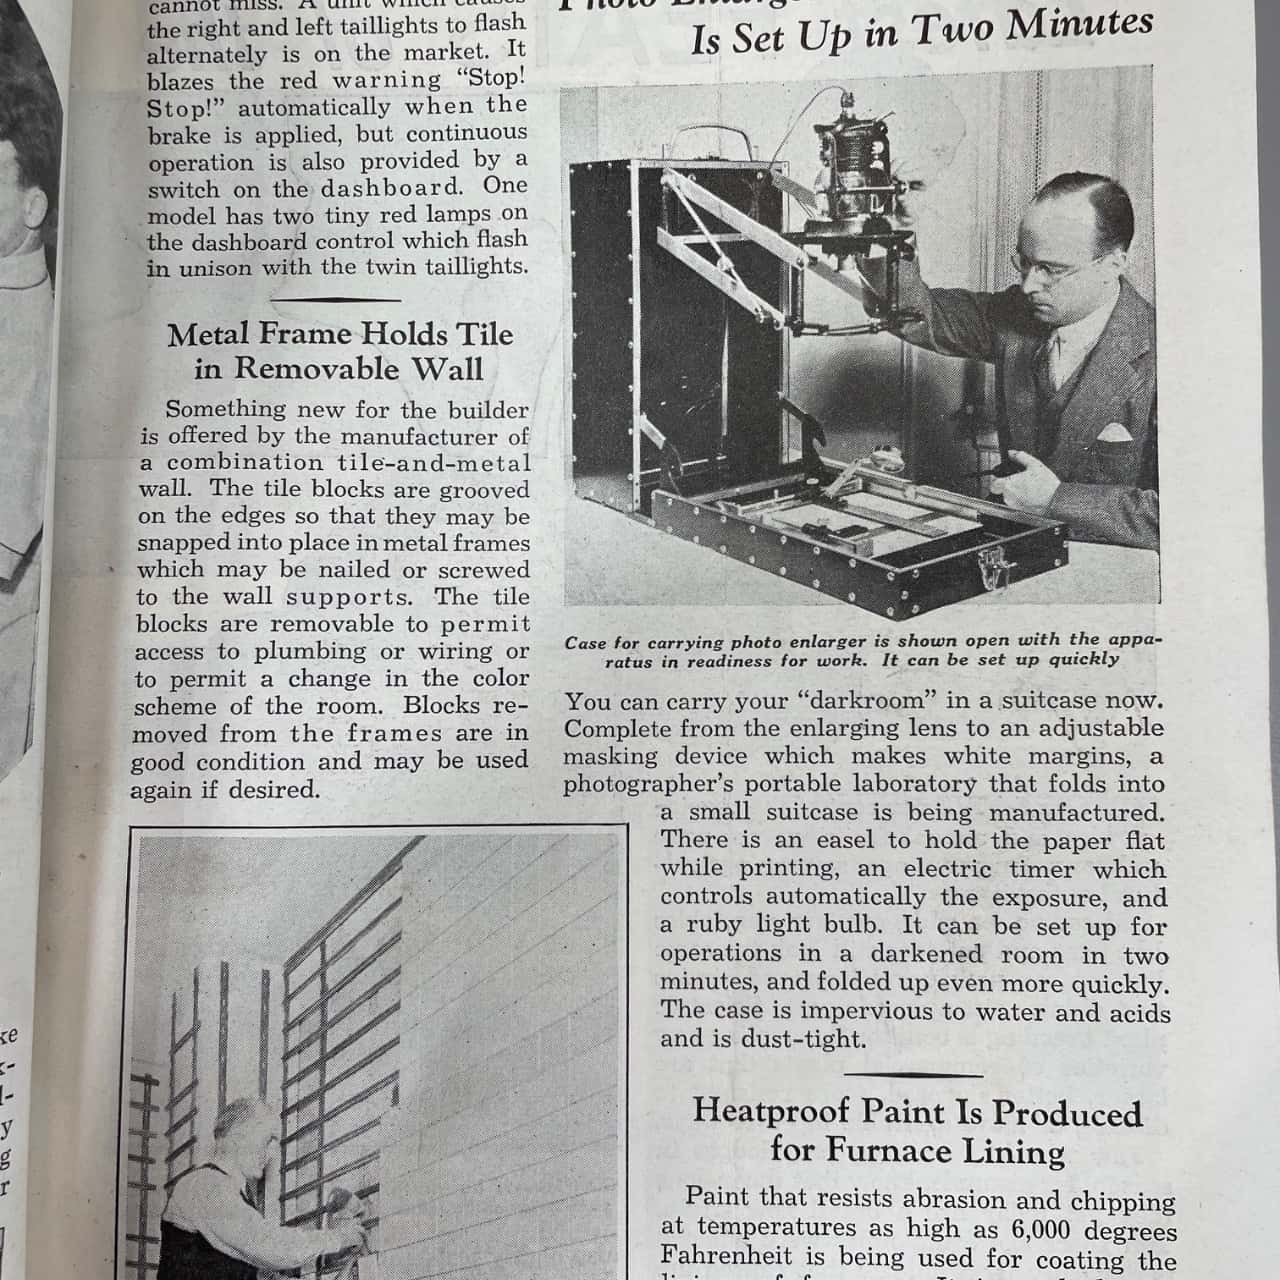 cannot miss. A unit which causes
the right and left taillights to flash
alternately is on the market. It
blazes the red warning “Stop!
Stop!” automatically when the
brake is applied, but continuous
operation is also provided by a
switch on the dashboard. One
model has two tiny red lamps on
the dashboard control which flash
in unison with the twin taillights.
Metal Frame Holds Tile
in Removable Wall
Something new for the builder
is offered by the manufacturer of
a combination tile-and-metal
wall. The tile blocks are grooved
on the edges so that they may be
snapped into place in metal frames
which may be nailed or screwed
to the wall supports. The tile
blocks are removable to permit
access to plumbing or wiring or
to permit a change in the color
scheme of the room. Blocks re-
moved from the frames are in
good condition and may be used
again if desired.
Photo
Is Set Up in Two Minutes
Case for carrying photo enlarger is shown open with the appa-
ratus in readiness for work. It can be set up quickly
You can carry your “darkroom” in a suitcase now.
Complete from the enlarging lens to an adjustable
masking device which makes white margins, a
photographer’s portable laboratory that folds into
a small suitcase is being manufactured.
There is an easel to hold the paper flat
while printing, an electric timer which
controls automatically the exposure, and
a ruby light bulb. It can be set up for
operations in a darkened room in two
minutes, and folded up even more quickly.
The case is impervious to water and acids
and is dust-tight.
Heatproof Paint Is Produced
for Furnace Lining
Paint that resists abrasion and chipping
at temperatures as high as 6,000 degrees
Fahrenheit is being used for coating the